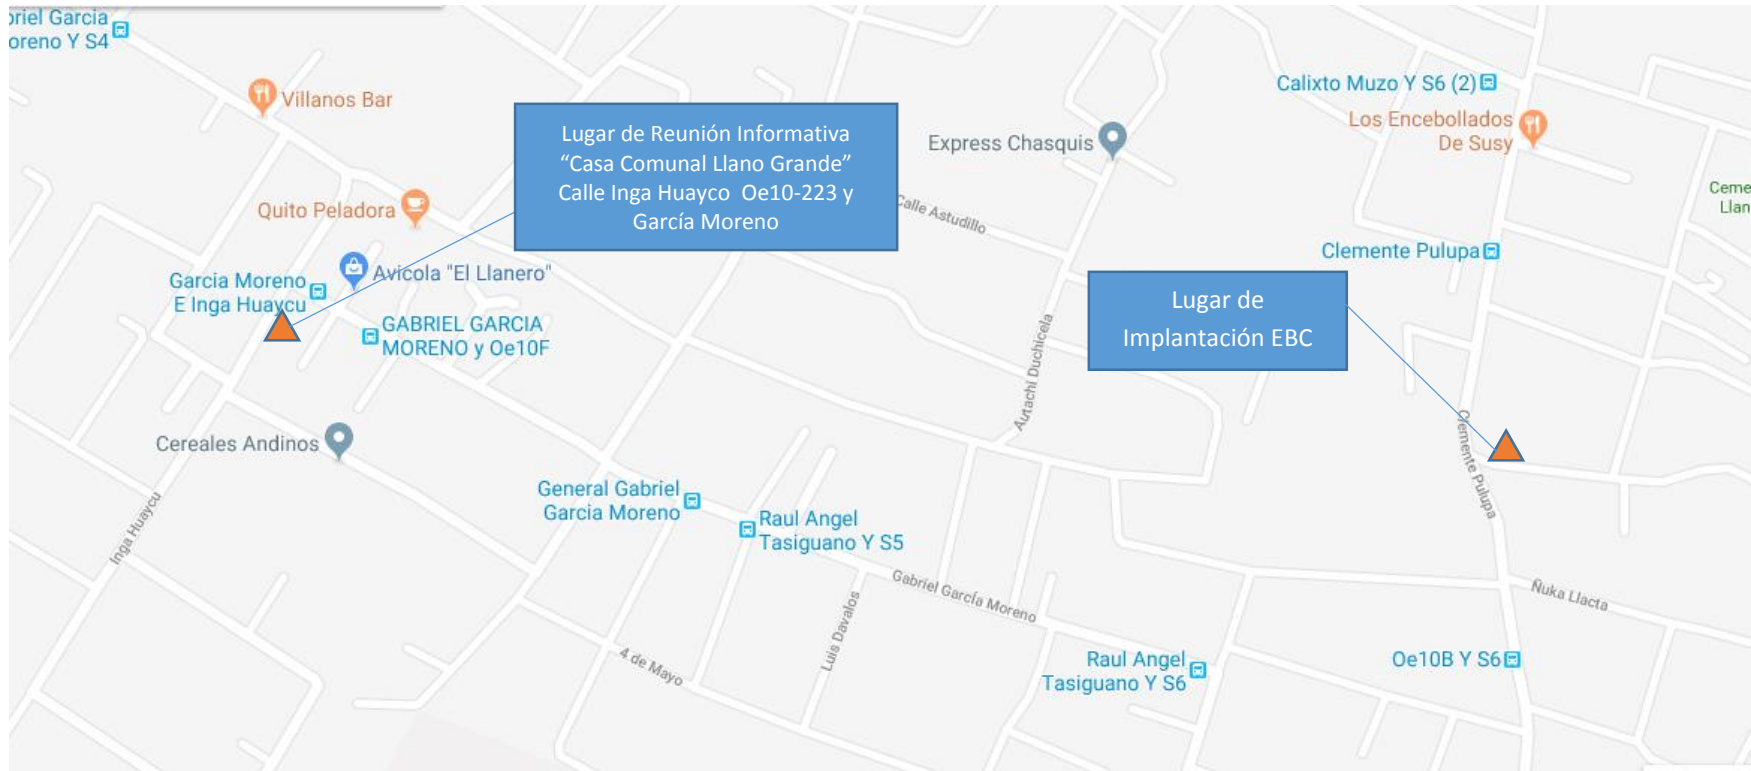 oriel Garcia
oreno Y S4
Villanos Bar
Lugar de Reunión Informativa
“Casa Comunal Llano Grande”
Calle Inga Huayco Oe10-223 y
García Moreno
Express Chasquis
Calixto Muzo Y S6 (2)
Los Encebollados
De Susy
Ceme
Llan
Quito Peladora
Calle Astudillo
Clemente Pulupa
Avicola "El Llanero"
Garcia Moreno
E Inga Huaycu
GABRIEL GARCIA
MORENO y Oe10F
Lugar de
Implantación EBC
Autachi Duchicela
Cereales Andinos
Clemente Pulupa
General Gabriel
Garcia Moreno
Raul Angel
Tasiguano Y S5
Inga Huaycu
Gabriel García Moreno
Ñuka Llacta
Luis Davalos
4 de Mayo
Raul Angel
Tasiguano Y S6
Oe10B Y S6